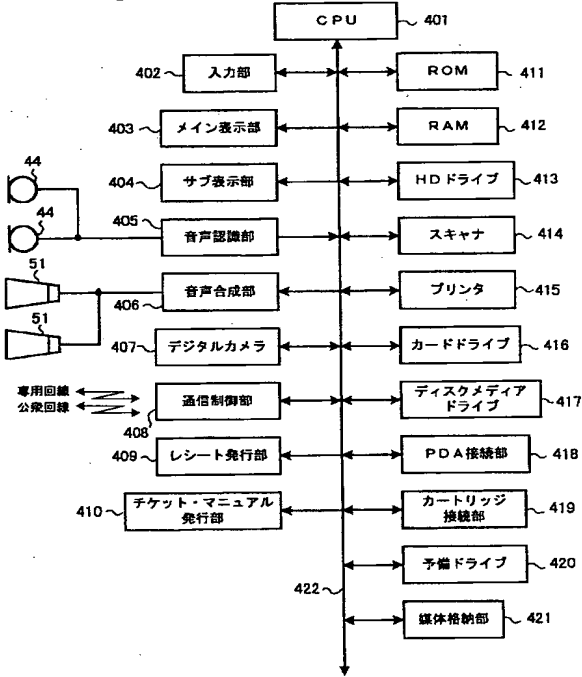 CPU 401
402 入力部 ROM 411
403 メイン表示部 RAM 412
44
404 サブ表示部 HDドライブ 413
44
405 音声認識部 スキャナ 414
51
406 音声合成部 プリンタ 415
51
407 デジタルカメラ カードドライブ 416
専用回線
公衆回線
408 通信制御部 ディスクメディア
ドライブ 417
409 レシート発行部 PDA接続部 418
410 チケット・マニュアル
発行部
カートリッジ
接続部 419
予備ドライブ 420
422
媒体格納部 421